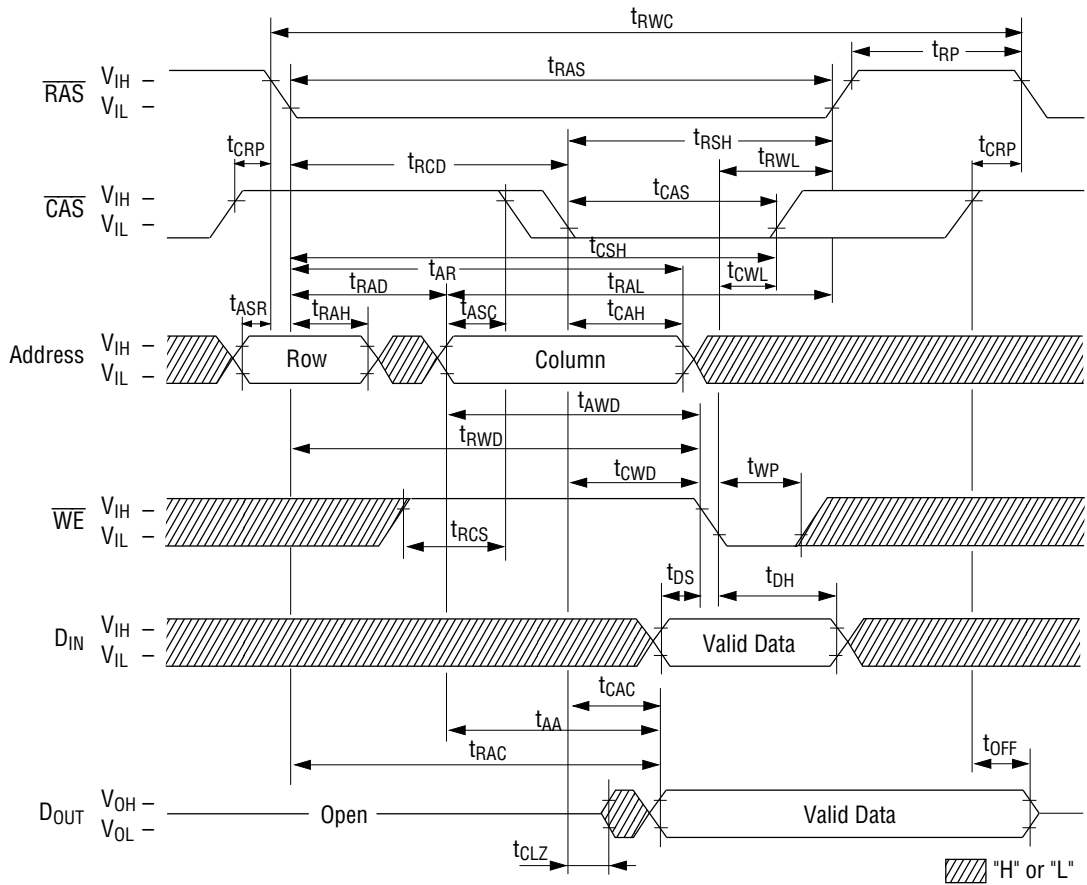 tRWC
tRP
RAS VIH –
VIL –
tRAS
tCRP
tRCD
tRSH
tRWL
tCRP
CAS VIH –
VIL –
tCAS
tCSH
tAR
tRAD
tRAL
tCWL
tASR
tRAH
tASC
tCAH
Address VIH –
VIL –
Row
Column
tAWD
tRWD
tCWD
tWP
WE VIH –
VIL –
tRCS
tDS
tDH
DIN VIH –
VIL –
Valid Data
tCAC
tAA
tRAC
tOFF
DOUT VOH –
VOL –
Open
Valid Data
tCLZ
"H" or "L"